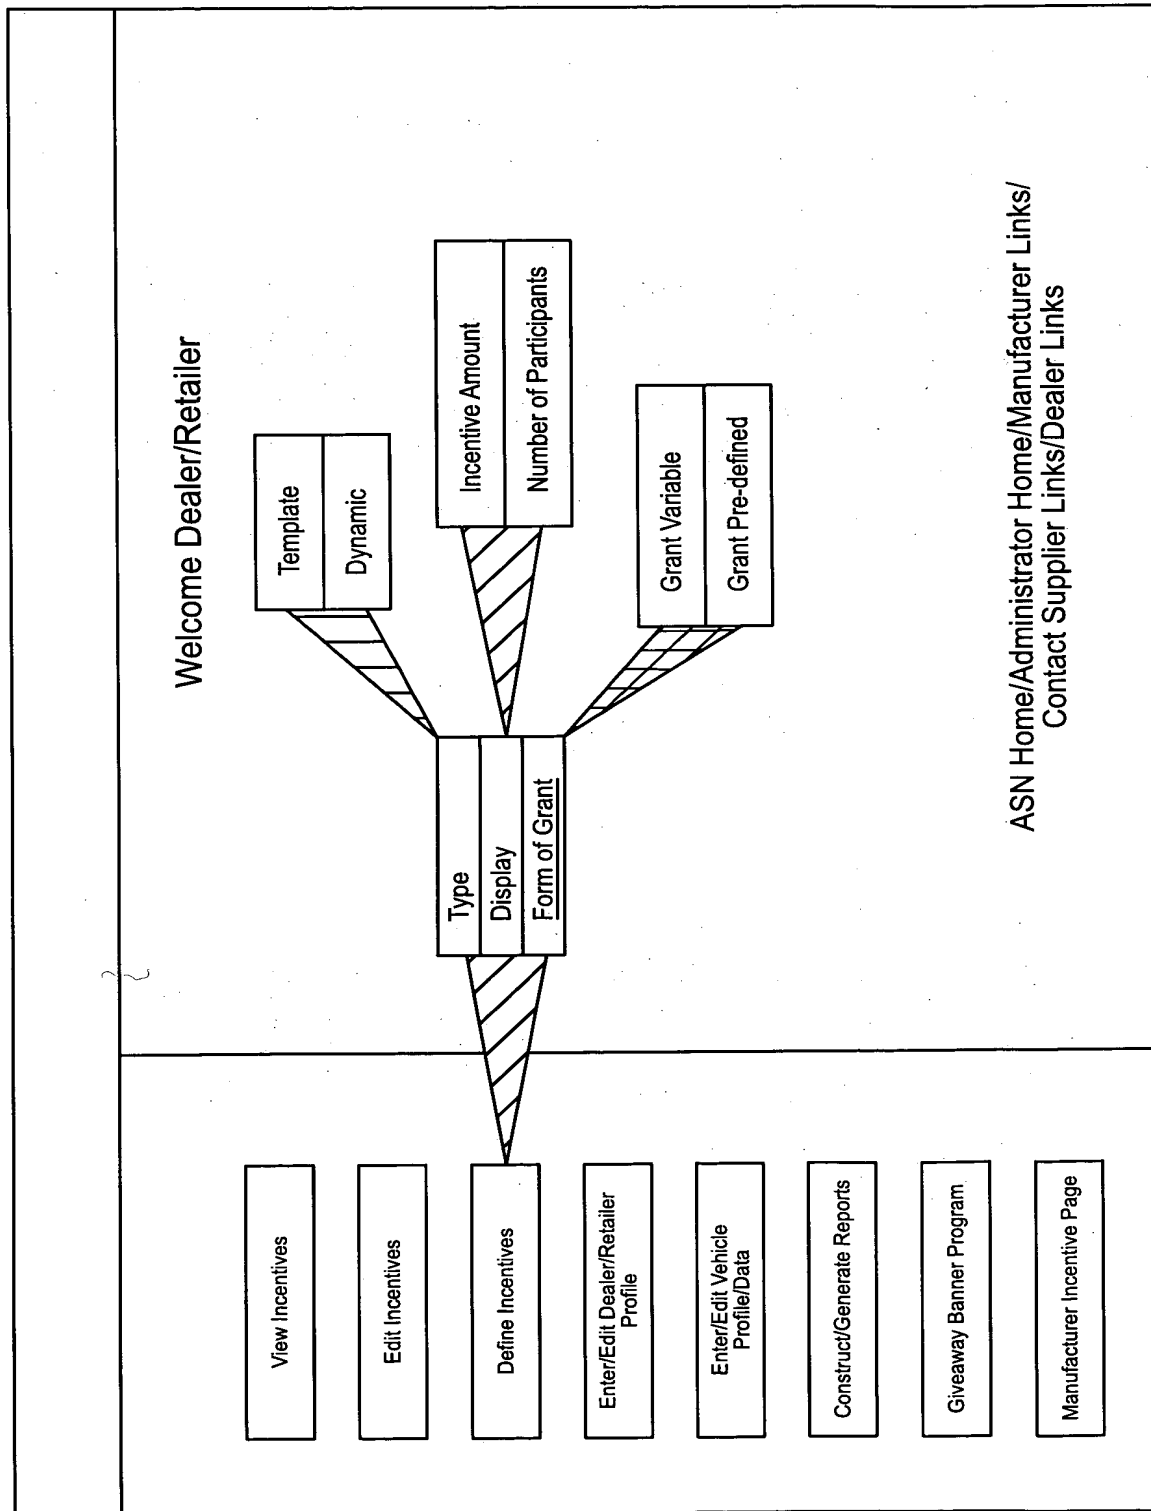 Welcome Dealer/Retailer
View Incentives
Edit Incentives
Define Incentives
Enter/Edit Dealer/Retailer
Profile
Enter/Edit Vehicle
Profile/Data
Construct/Generate Reports
Giveaway Banner Program
Manufacturer Incentive Page
Type
Display
Form of Grant
Template
Dynamic
Incentive Amount
Number of Participants
Grant Variable
Grant Pre-defined
ASN Home/Administrator Home/Manufacturer Links/
Contact Supplier Links/Dealer Links